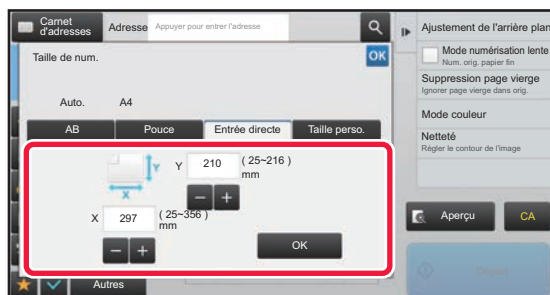 Carnet
d'adresses
Adresse
Appuyer pour entrer l'adresse
Taille de num.
OK
Auto.
A4
AB
Pouce
Entrée directe
Taille perso.
Y
X
Y
210
( 25~216 )
mm
X
297
( 25~356 )
mm
OK
Autres
Ajustement de l'arrière plan
Mode numérisation lente
Num. orig. papier fin
Suppression page vierge
Ignorer page vierge dans orig.
Mode couleur
Netteté
Régler le contour de l'image
Aperçu
CA
Départ